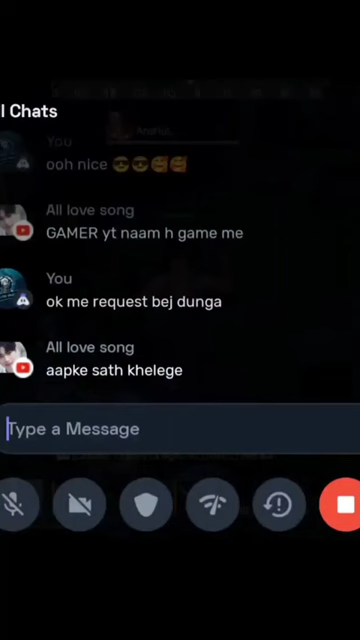 l Chats
You
ooh nice 😎😎🥰🥰
All love song
GAMER yt naam h game me
You
ok me request bej dunga
All love song
aapke sath khelege
Type a Message